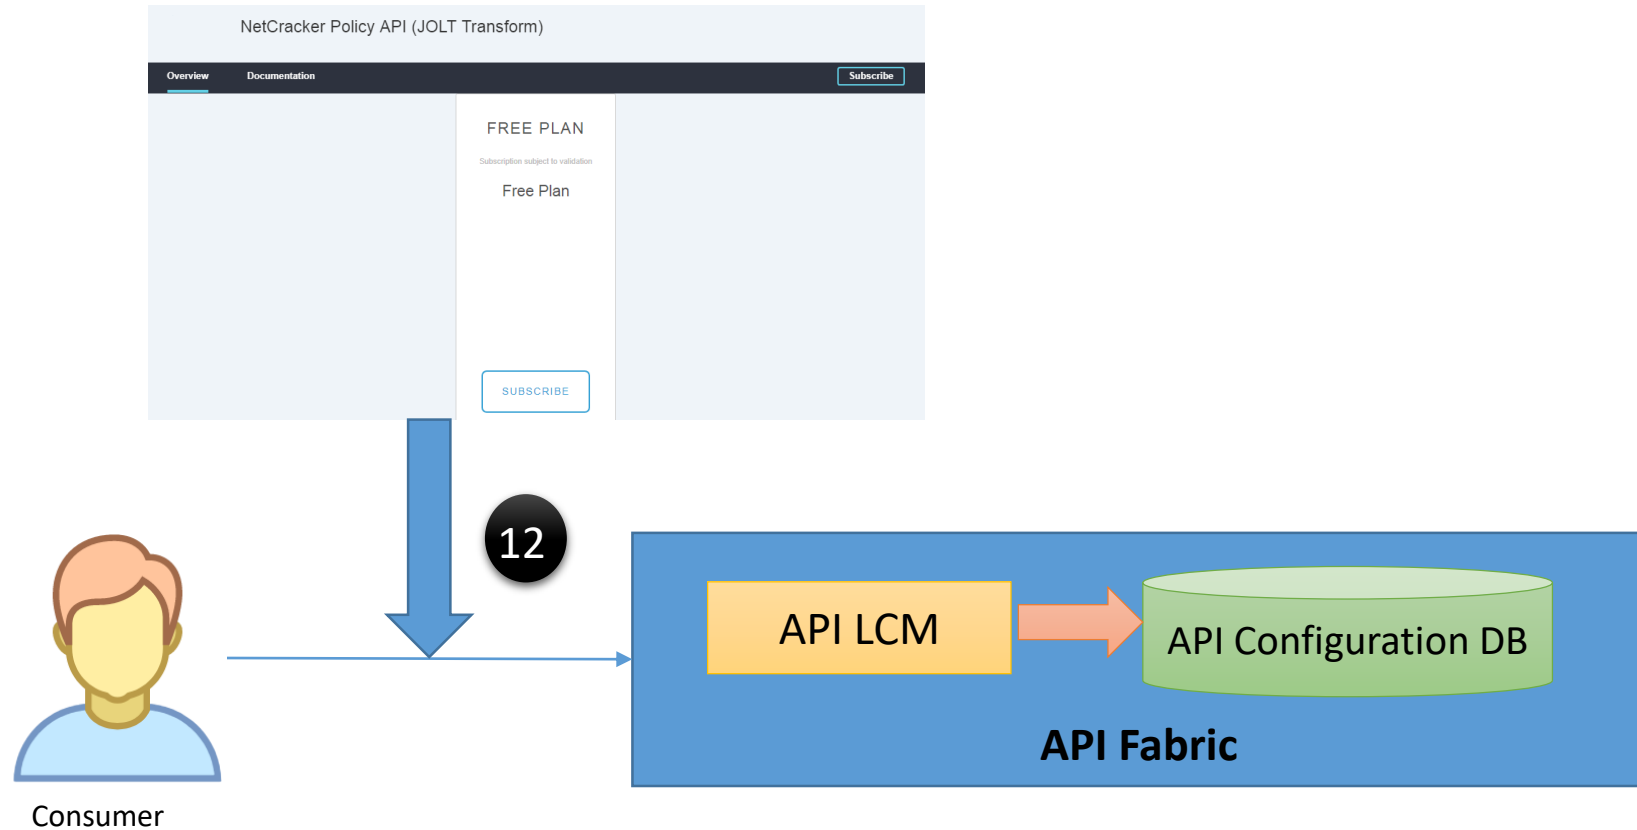 NetCracker Policy API (JOLT Transform)
Overview Documentation Subscribe
FREE PLAN
Subscription subject to validation
Free Plan
SUBSCRIBE
12
API LCM
API Configuration DB
API Fabric
Consumer